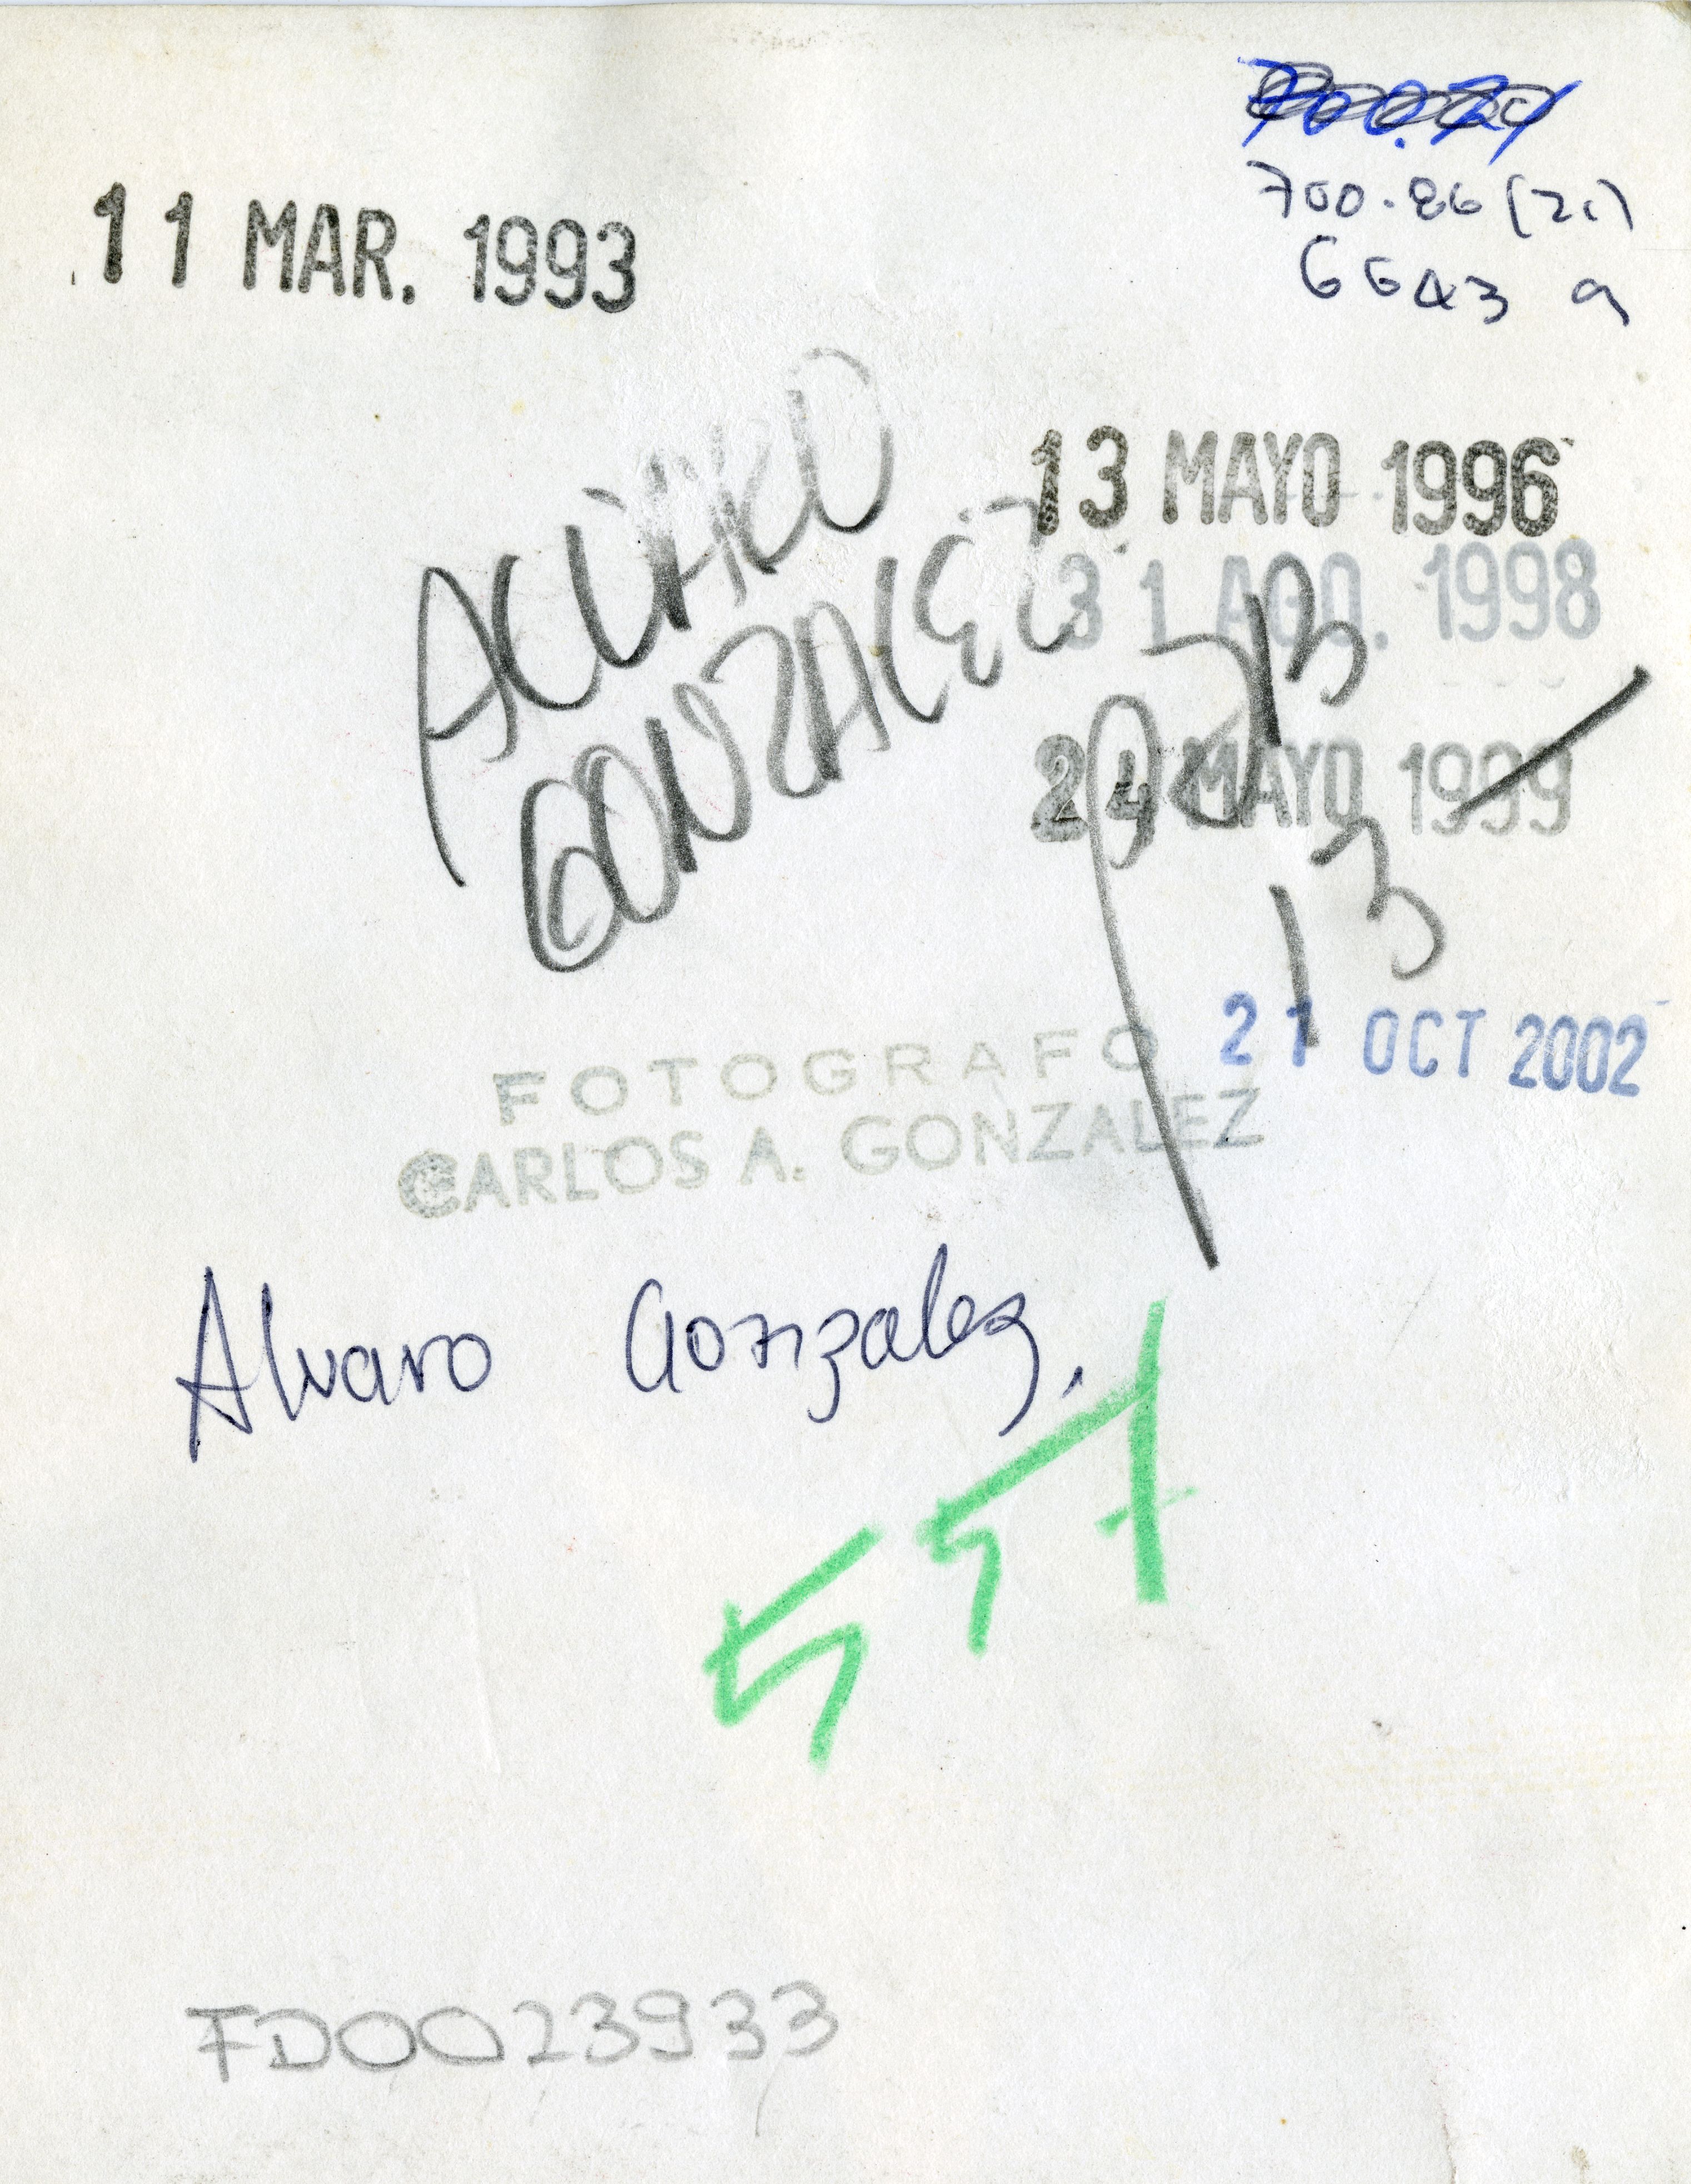 700.86 (21)
11 MAR. 1993
6643 a
ALVARO
GONZALEZ
13 MAYO 1996
31 AGO. 1998
24 MAYO 1999
13
21 OCT 2002
FOTOGRAFO
CARLOS A. GONZALEZ
Alvaro Gonzalez.
557
FD0023933